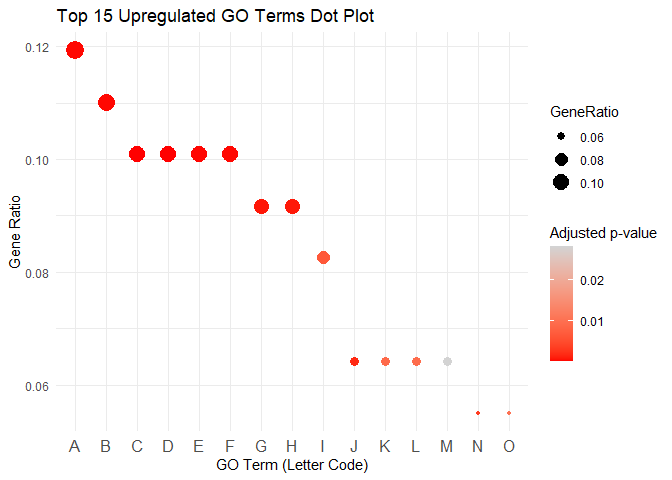 Top 15 Upregulated GO Terms Dot Plot
0.12
0.10
0.08
0.06
Gene Ratio
A B C D E F G H I J K L M N O
GO Term (Letter Code)
GeneRatio
0.06
0.08
0.10
Adjusted p-value
0.02
0.01